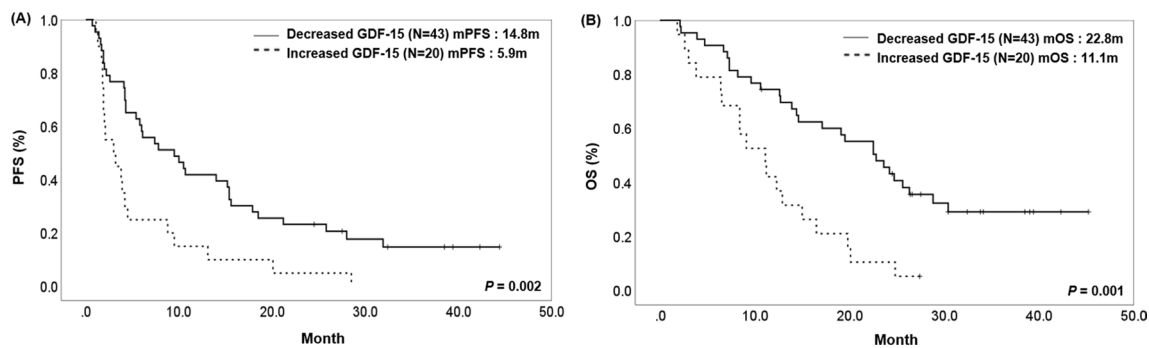 (A)
Decreased GDF-15 (N=43) mPFS : 14.8m
Increased GDF-15 (N=20) mPFS : 5.9m
PFS (%)
1.0
0.8
0.6
0.4
0.2
0.0
P = 0.002
.0 10.0 20.0 30.0 40.0 50.0
Month
(B)
Decreased GDF-15 (N=43) mOS : 22.8m
Increased GDF-15 (N=20) mOS : 11.1m
OS (%)
1.0
0.8
0.6
0.4
0.2
0.0
P = 0.001
.0 10.0 20.0 30.0 40.0 50.0
Month